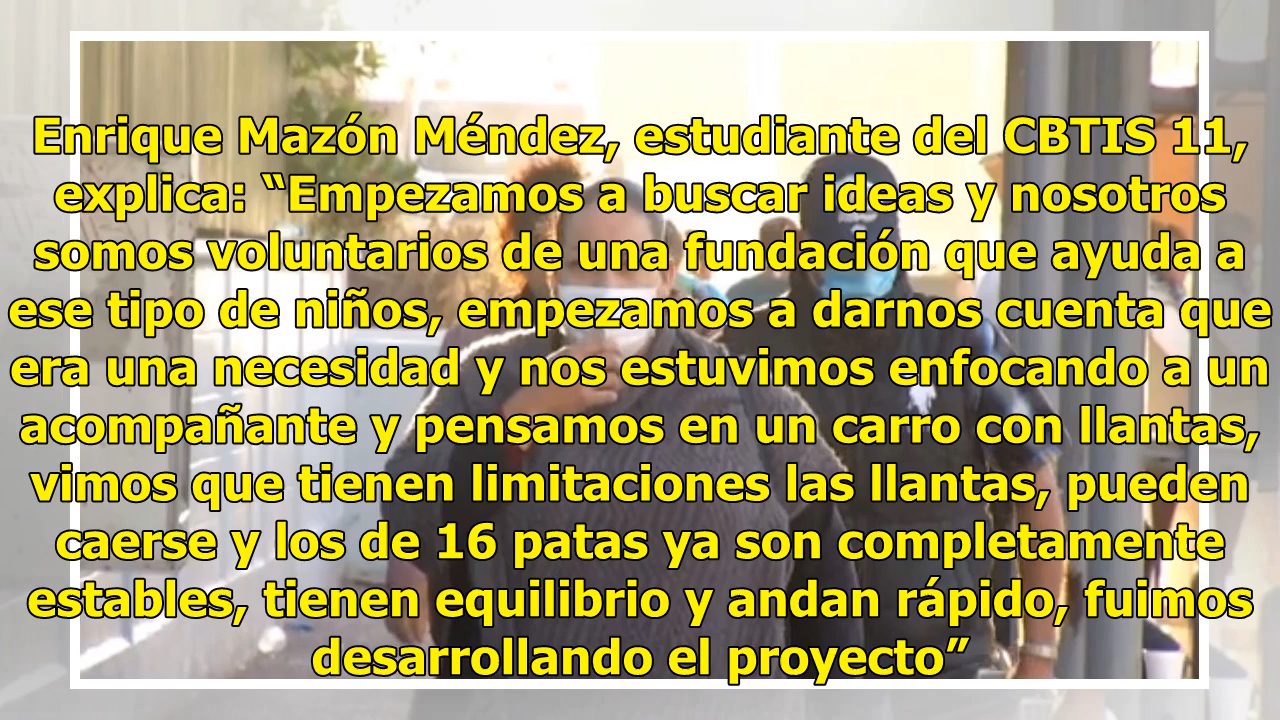 Enrique Mazón Méndez, estudiante del CBTIS 11,
explica: “Empezamos a buscar ideas y nosotros
somos voluntarios de una fundación que ayuda a
ese tipo de niños, empezamos a darnos cuenta que
era una necesidad y nos estuvimos enfocando a un
acompañante y pensamos en un carro con llantas,
vimos que tienen limitaciones las llantas, pueden
caerse y los de 16 patas ya son completamente
estables, tienen equilibrio y andan rápido, fuimos
desarrollando el proyecto”